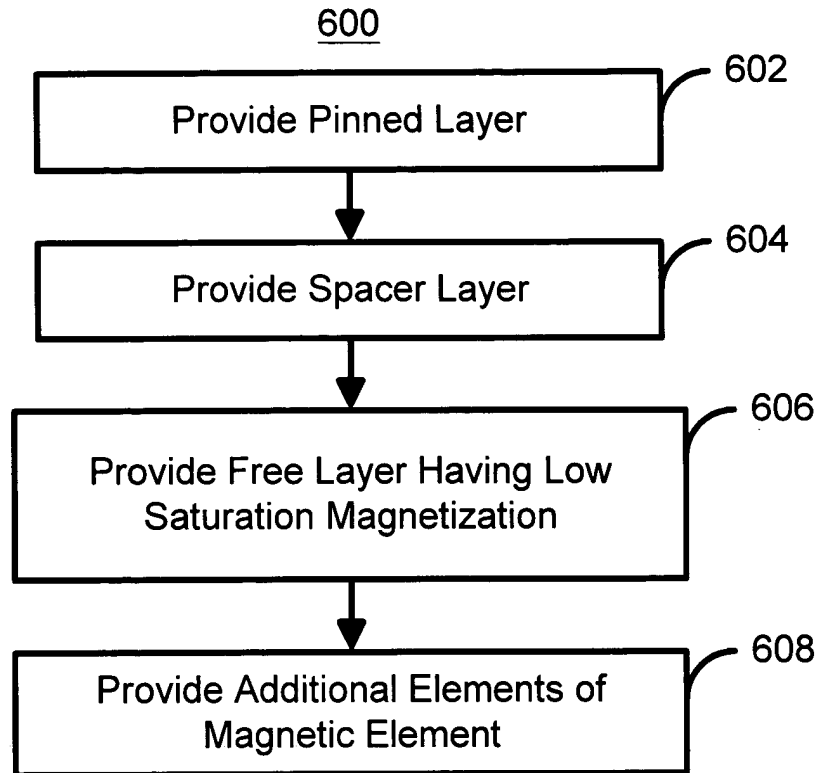 600
602
Provide Pinned Layer
604
Provide Spacer Layer
606
Provide Free Layer Having Low
Saturation Magnetization
608
Provide Additional Elements of
Magnetic Element